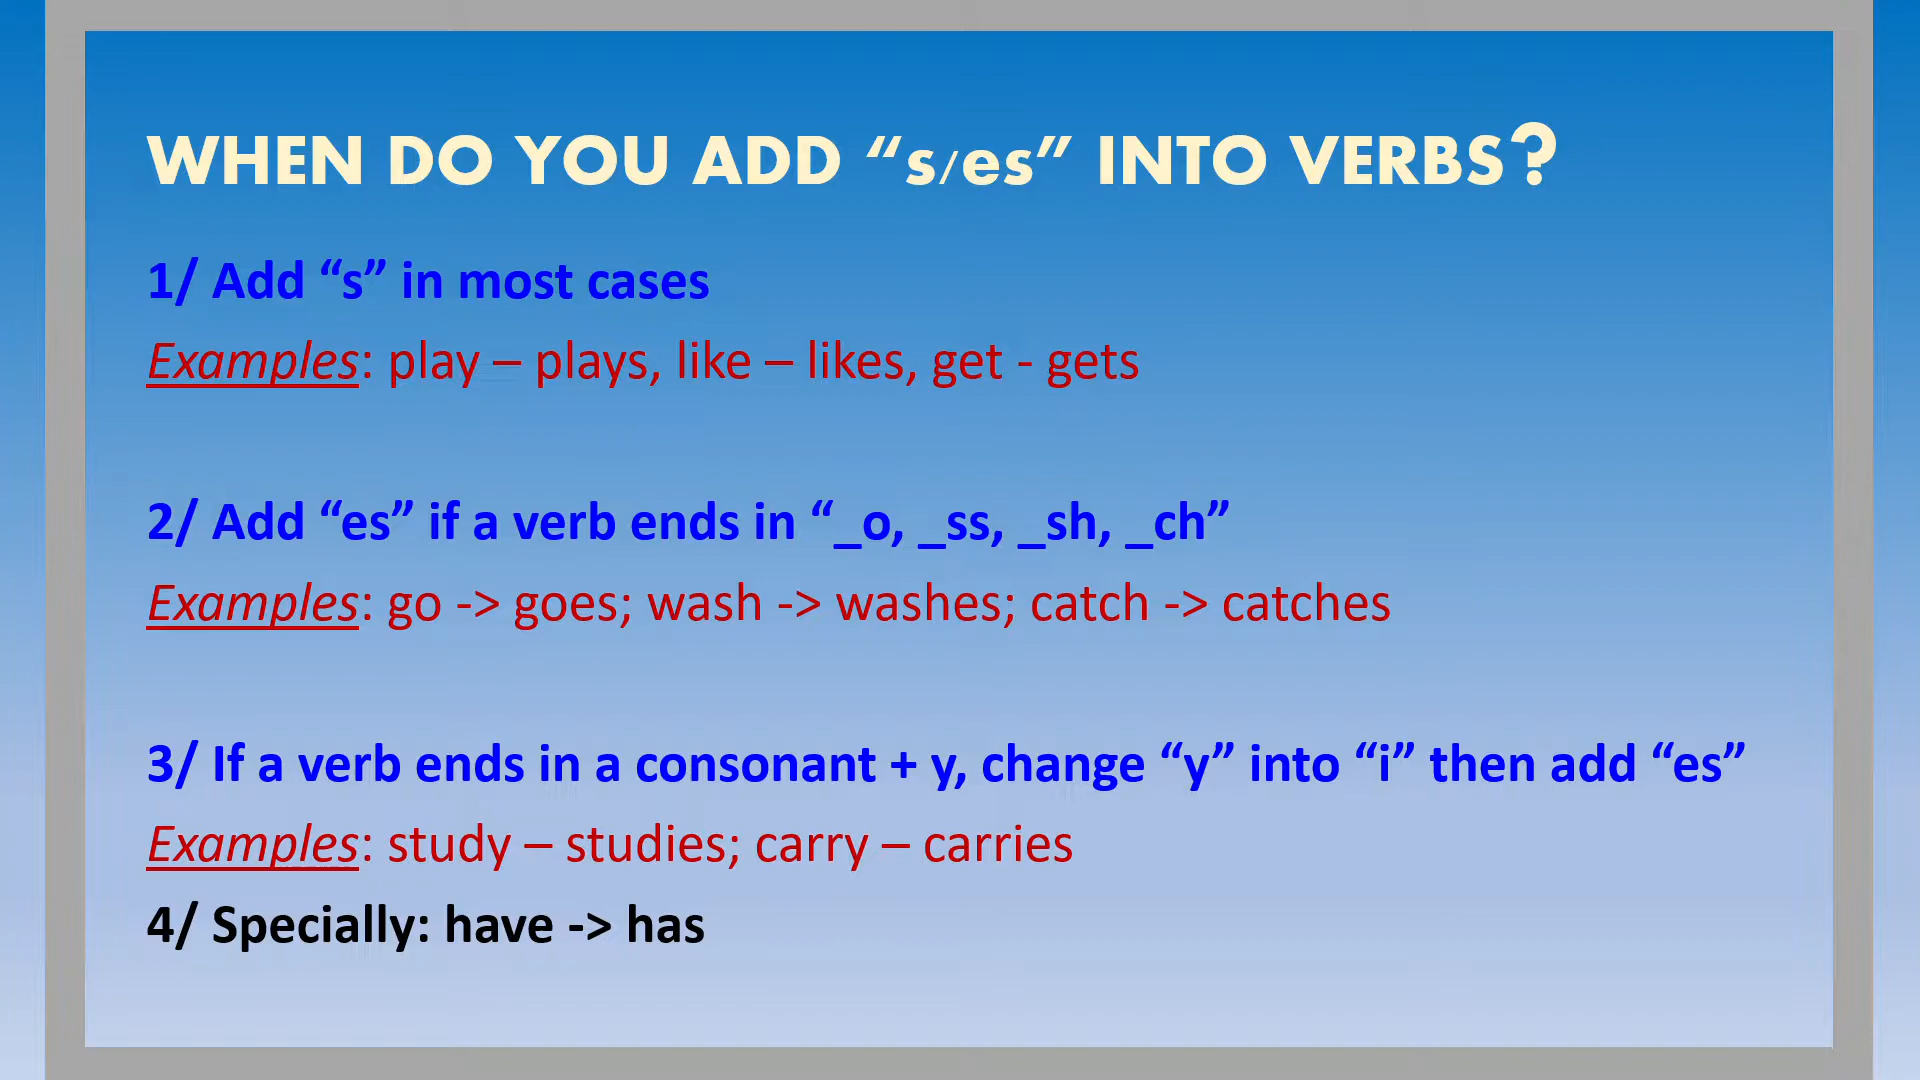 WHEN DO YOU ADD “s/es” INTO VERBS?
1/ Add “s” in most cases
Examples: play – plays, like – likes, get - gets
2/ Add “es” if a verb ends in “_o, _ss, _sh, _ch”
Examples: go -> goes; wash -> washes; catch -> catches
3/ If a verb ends in a consonant + y, change “y” into “i” then add “es”
Examples: study – studies; carry – carries
4/ Specially: have -> has